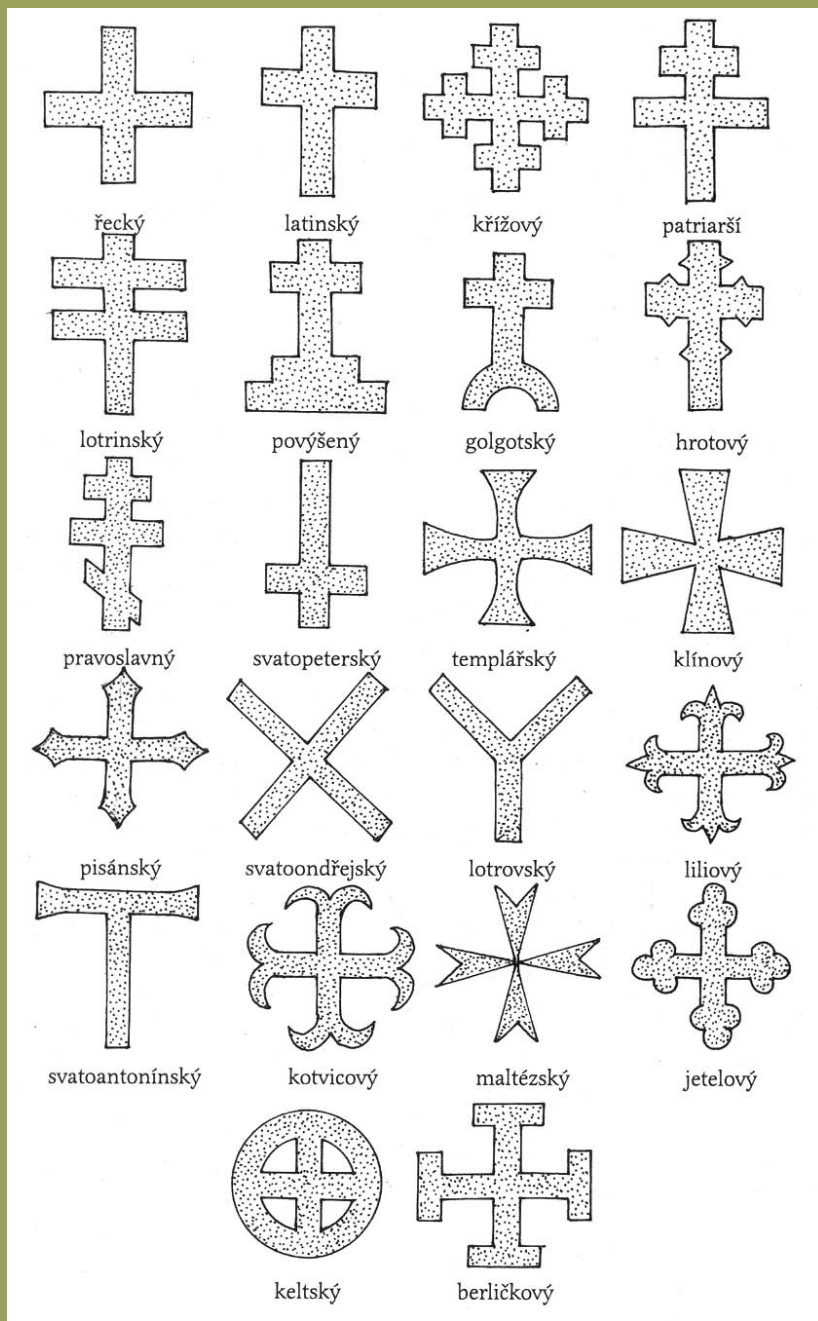 řecký latinský křížový patriarší
lotrinský povýšený golgotský hrotový
pravoslavný svatopeterský templářský klínový
pisánský svatoondřejský lotrovský liliový
svatoantonínský kotvicový maltézský jetelový
keltský berličkový